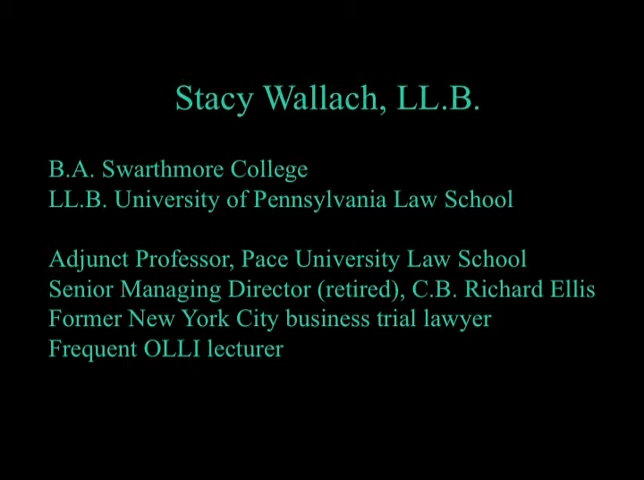 Stacy Wallach, LL.B.
B.A. Swarthmore College
LL.B. University of Pennsylvania Law School
Adjunct Professor, Pace University Law School
Senior Managing Director (retired), C.B. Richard Ellis
Former New York City business trial lawyer
Frequent OLLI lecturer